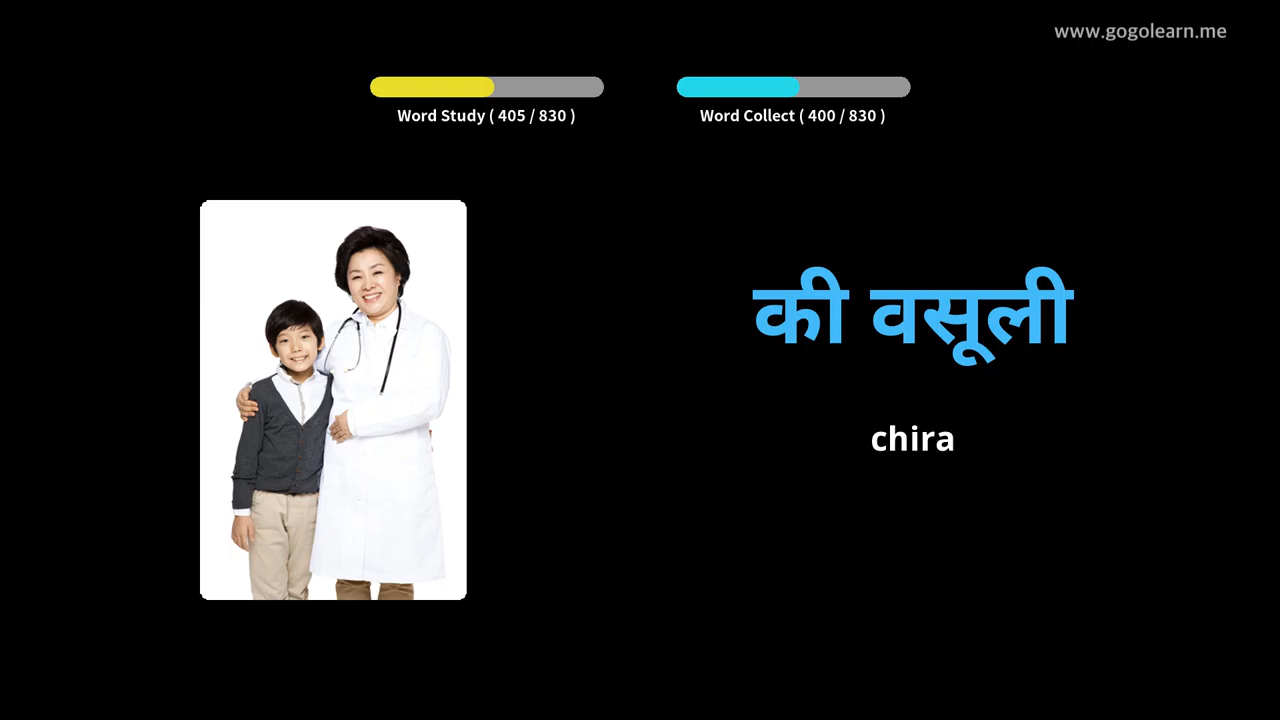 www.gogolearn.me
Word Study ( 405 / 830 )
Word Collect ( 400 / 830 )
की वसूली
chira